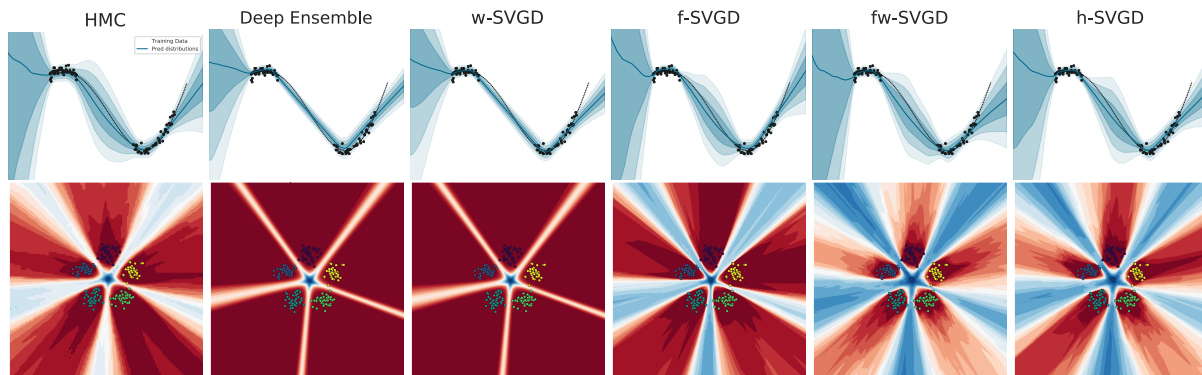 HMC
Deep Ensemble
w-SVGD
f-SVGD
fw-SVGD
h-SVGD
Training Data
Pred distributions